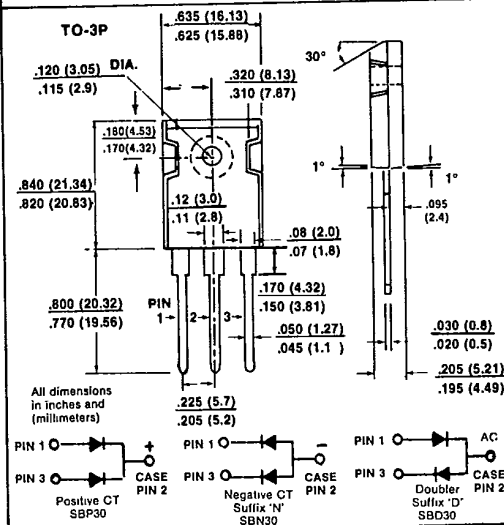 TO-3P
.635 (16.13)
.625 (15.88)
.120 (3.05)
.115 (2.9)
DIA.
.320 (8.13)
.310 (7.87)
30°
.180(4.53)
.170(4.32)
.840 (21.34)
.820 (20.83)
.12 (3.0)
.11 (2.8)
1°
1°
.095
(2.4)
.08 (2.0)
.07 (1.8)
.800 (20.32)
.770 (19.56)
PIN
1
2
3
.170 (4.32)
.150 (3.81)
.050 (1.27)
.045 (1.1 )
.030 (0.8)
.020 (0.5)
.205 (5.21)
.195 (4.49)
.225 (5.7)
.205 (5.2)
All dimensions
in inches and
(millimeters)
PIN 1
+
PIN 3
CASE
PIN 2
Positive CT
SBP30
PIN 1
–
PIN 3
CASE
PIN 2
Negative CT
Suffix 'N'
SBN30
PIN 1
AC
PIN 3
CASE
PIN 2
Doubler
Suffix 'D'
SBD30